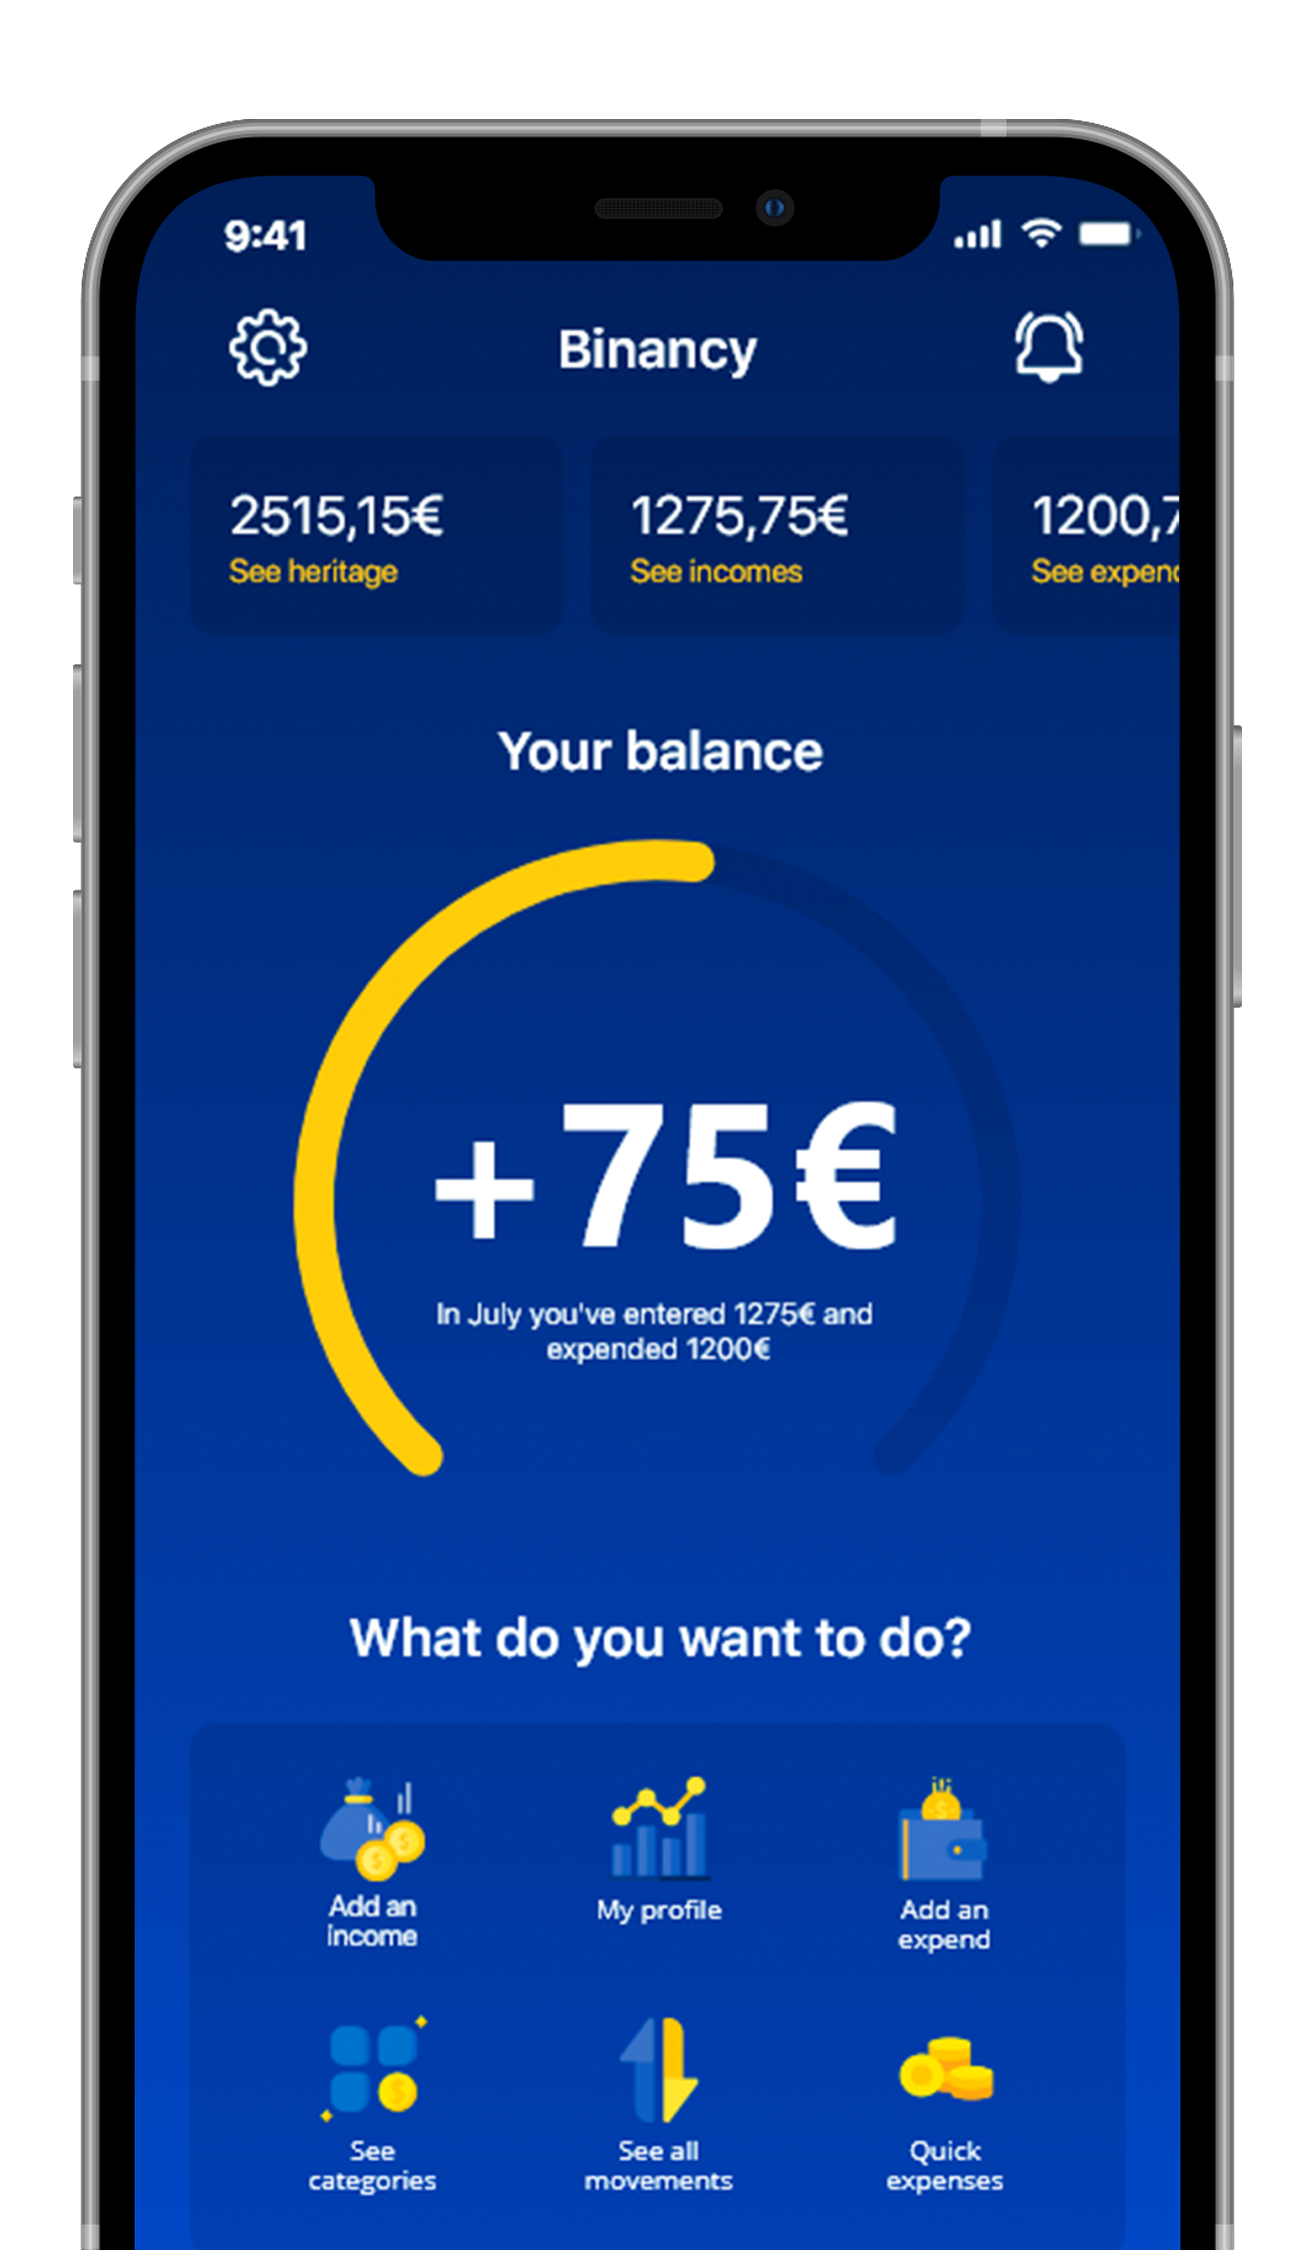 9:41
Binancy
2515,15€
See heritage
1275,75€
See incomes
1200,7
See expen
Your balance
+75€
In July you've entered 1275€ and
expended 1200€
What do you want to do?
Add an
income
My profile
Add an
expend
See
categories
See all
movements
Quick
expenses